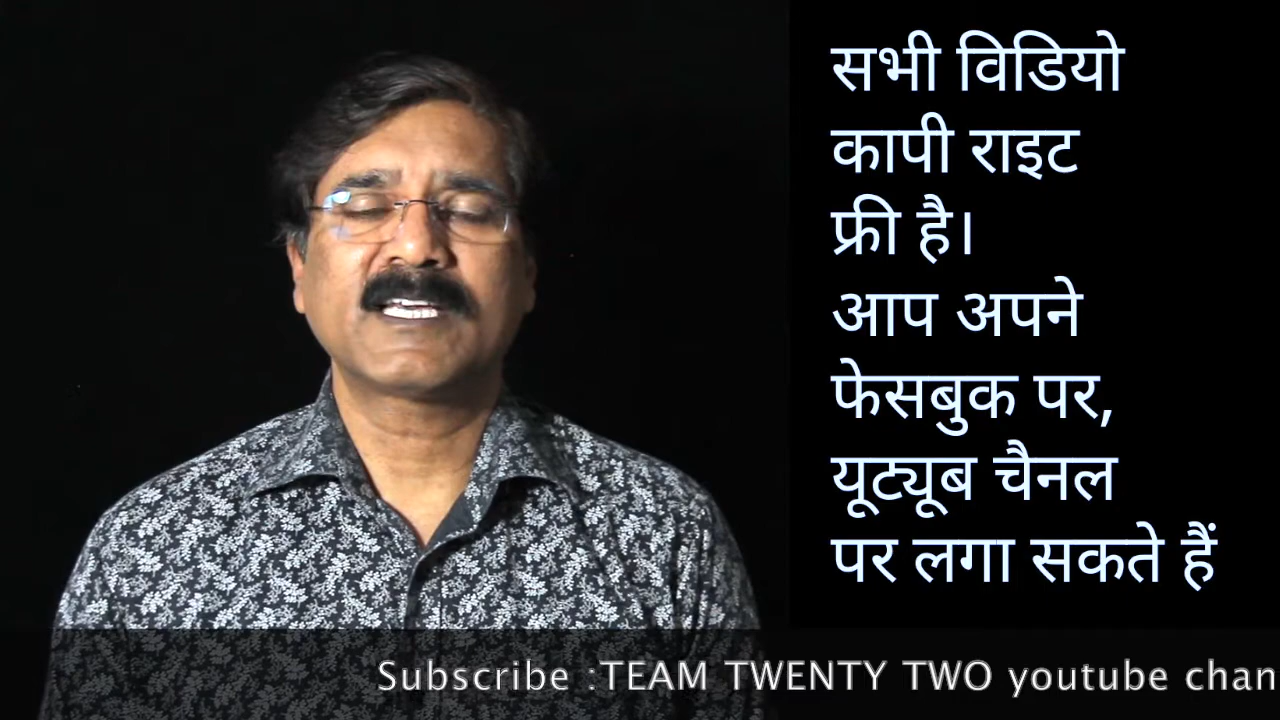 सभी विडियो
कापी राइट
फ्री है।
आप अपने
फेसबुक पर,
यूट्यूब चैनल
पर लगा सकते हैं
Subscribe :TEAM TWENTY TWO youtube chan